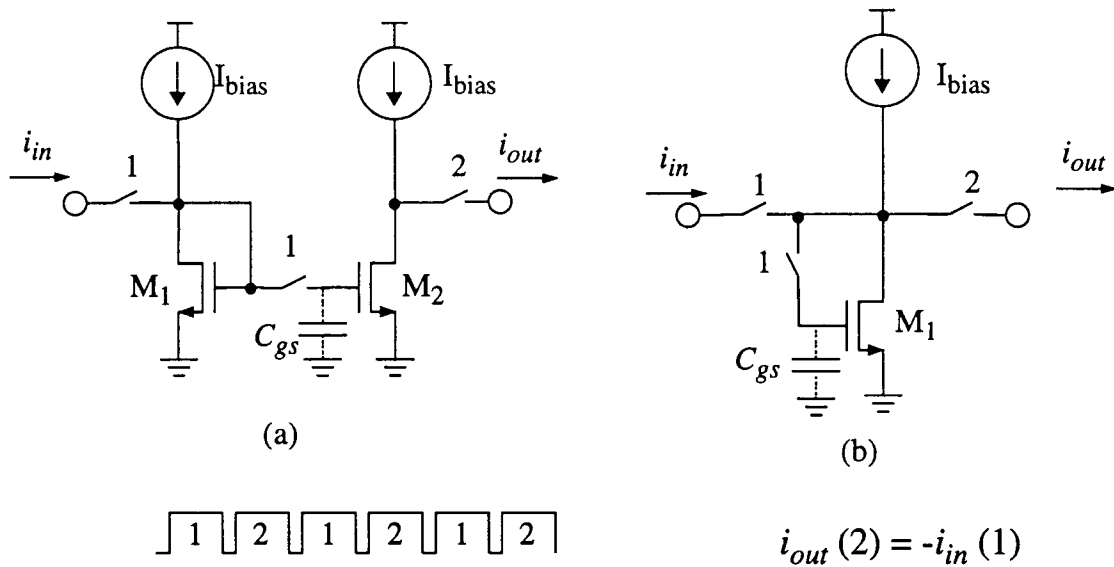 I_bias
I_bias
i_in
1
2
i_out
1
M_1
M_2
C_gs
(a)
I_bias
i_in
1
2
i_out
1
M_1
C_gs
(b)
1 2 1 2 1 2
i_out (2) = -i_in (1)